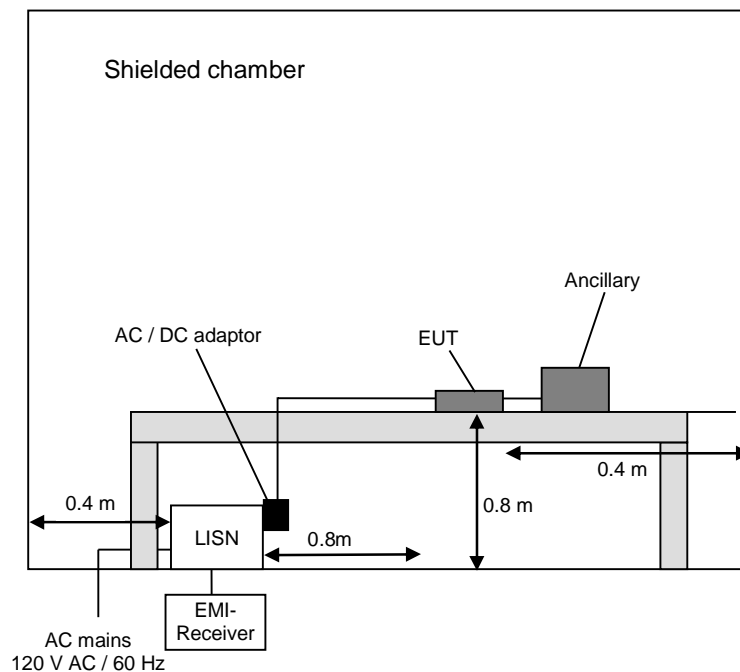 Shielded chamber
Ancillary
AC / DC adaptor
EUT
0.4 m
0.4 m
0.8 m
LISN
0.8m
EMI-
Receiver
AC mains
120 V AC / 60 Hz